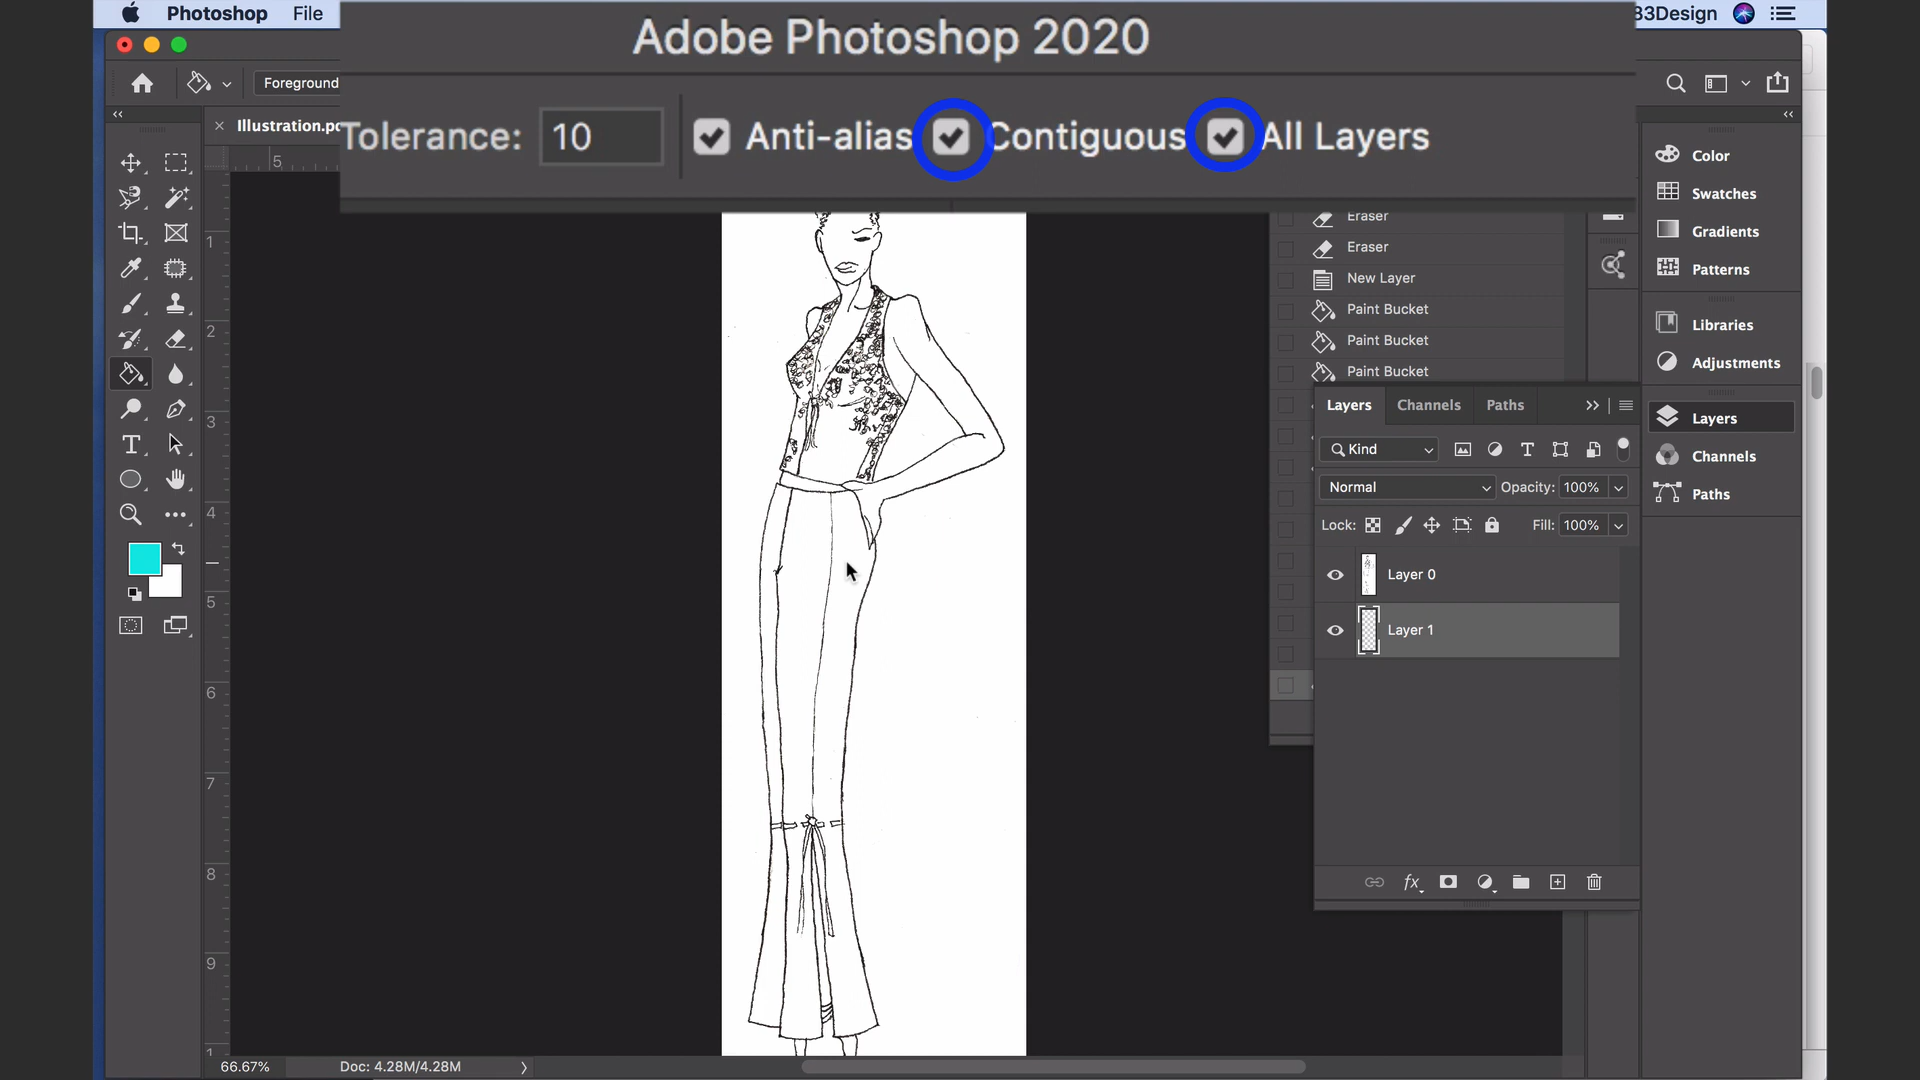 Photoshop File
33Design
Adobe Photoshop 2020
Foreground
Tolerance: 10 Anti-alias Contiguous All Layers
Illustration.p
5
1
2
3
4
5
6
7
8
9
1
Eraser
Eraser
New Layer
Paint Bucket
Paint Bucket
Paint Bucket
Layers Channels Paths
Kind
Normal Opacity: 100%
Lock: Fill: 100%
Layer 0
Layer 1
fx
Color
Swatches
Gradients
Patterns
Libraries
Adjustments
Layers
Channels
Paths
66.67% Doc: 4.28M/4.28M